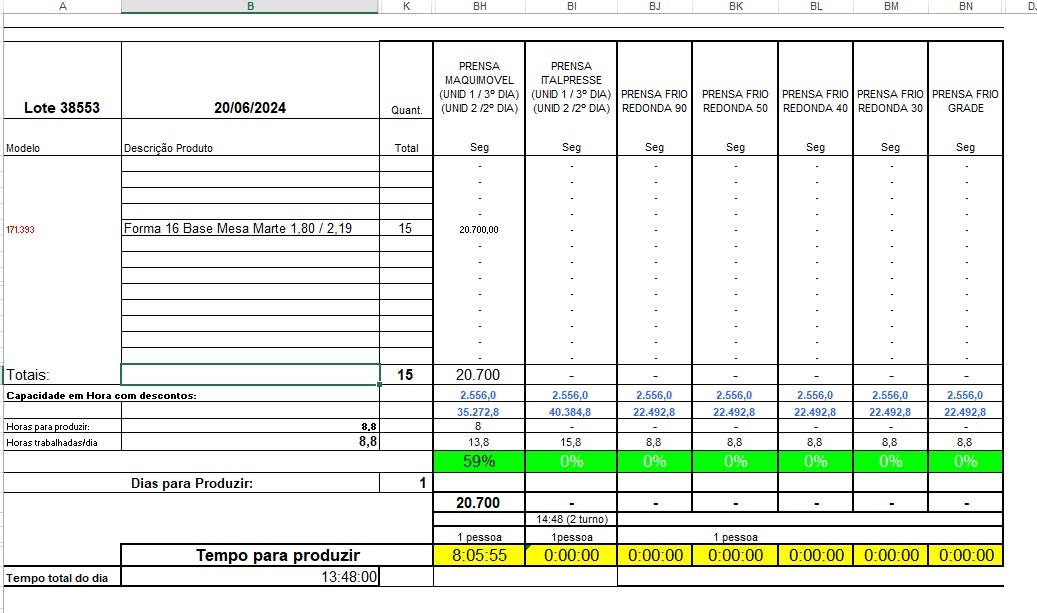 A B K BH BI BJ BK BL BM BN D.
Lote 38553 20/06/2024 Quant. PRENSA MAQUIMOVEL (UNID 1 / 3º DIA) (UNID 2 /2º DIA) PRENSA ITALPRESSE (UNID 1 / 3º DIA) (UNID 2 /2º DIA) PRENSA FRIO REDONDA 90 PRENSA FRIO REDONDA 50 PRENSA FRIO REDONDA 40 PRENSA FRIO REDONDA 30 PRENSA FRIO GRADE
Modelo Descrição Produto Total Seg Seg Seg Seg Seg Seg Seg
- - - - - - -
- - - - - - -
- - - - - - -
- - - - - - -
171.393 Forma 16 Base Mesa Marte 1,80 / 2,19 15 20.700,00 - - - - - -
- - - - - - -
- - - - - - -
- - - - - - -
- - - - - - -
- - - - - - -
- - - - - - -
- - - - - - -
- - - - - - -
Totais: 15 20.700 - - - - - -
Capacidade em Hora com descontos: 2.556,0 2.556,0 2.556,0 2.556,0 2.556,0 2.556,0 2.556,0
35.272,8 40.384,8 22.492,8 22.492,8 22.492,8 22.492,8 22.492,8
Horas para produzir: 8,8 8 - - - - - -
Horas trabalhadas/dia 8,8 13,8 15,8 8,8 8,8 8,8 8,8 8,8
59% 0% 0% 0% 0% 0% 0%
Dias para Produzir: 1
20.700 - - - - - -
14:48 (2 turno)
1 pessoa 1pessoa 1 pessoa
Tempo para produzir 8:05:55 0:00:00 0:00:00 0:00:00 0:00:00 0:00:00 0:00:00
Tempo total do dia 13:48:00